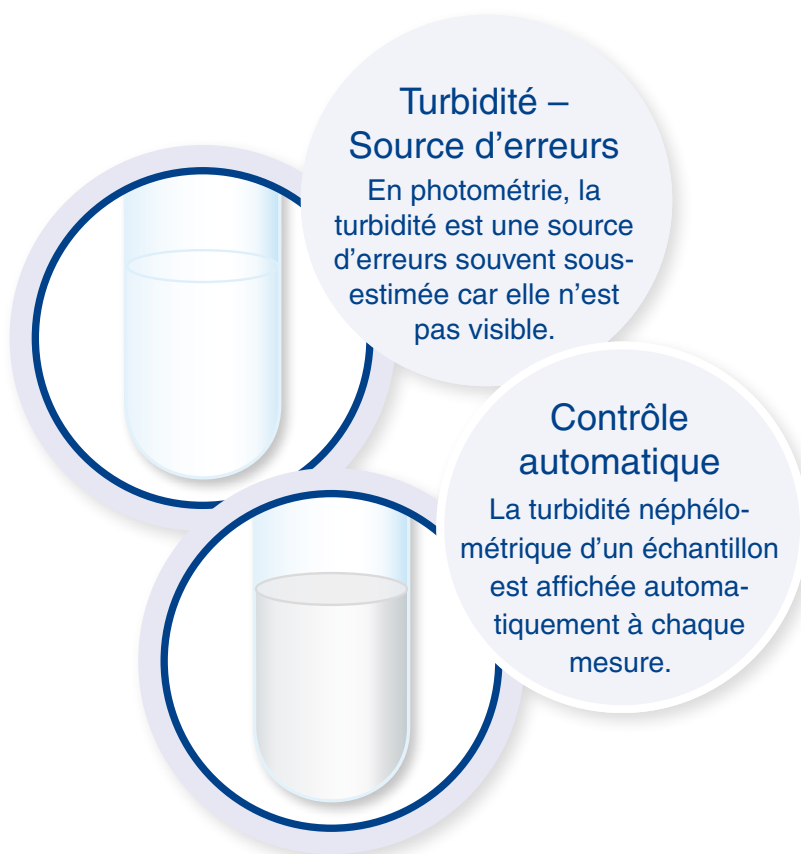 Turbidité –
Source d’erreurs
En photométrie, la
turbidité est une source
d’erreurs souvent sous-
estimée car elle n’est
pas visible.
Contrôle
automatique
La turbidité néphélo-
métrique d’un échantillon
est affichée automa-
tiquement à chaque
mesure.